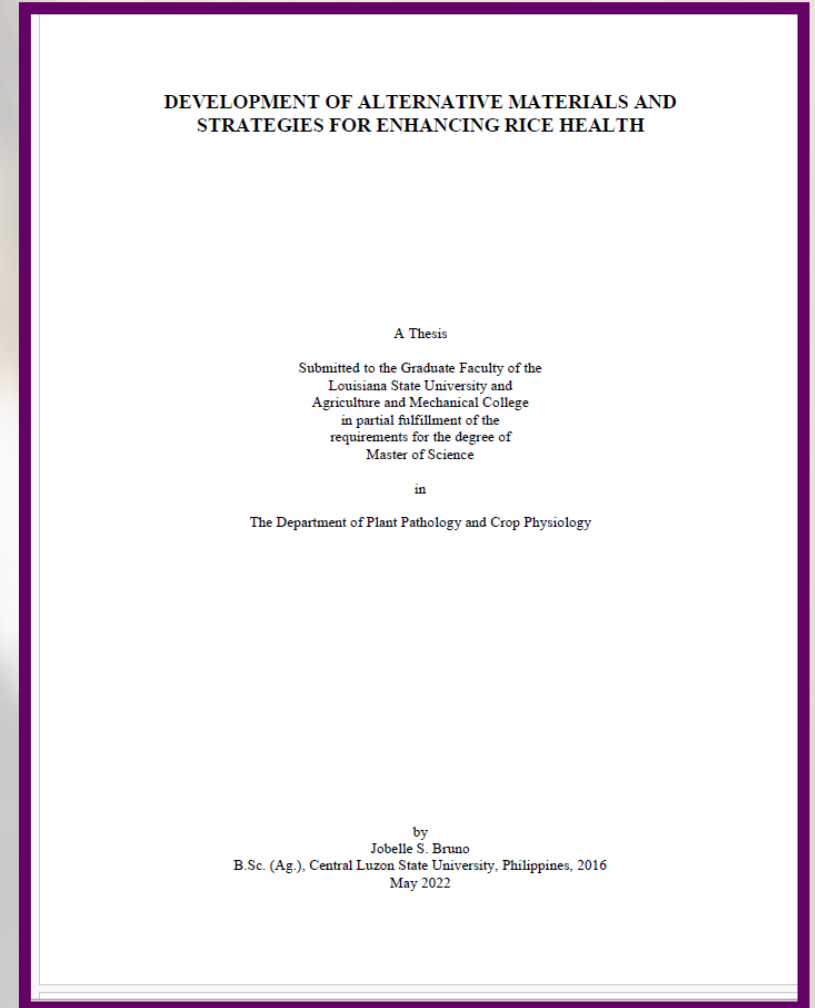 DEVELOPMENT OF ALTERNATIVE MATERIALS AND
STRATEGIES FOR ENHANCING RICE HEALTH
A Thesis
Submitted to the Graduate Faculty of the
Louisiana State University and
Agriculture and Mechanical College
in partial fulfillment of the
requirements for the degree of
Master of Science
in
The Department of Plant Pathology and Crop Physiology
by
Jobelle S. Bruno
B.Sc. (Ag.), Central Luzon State University, Philippines, 2016
May 2022